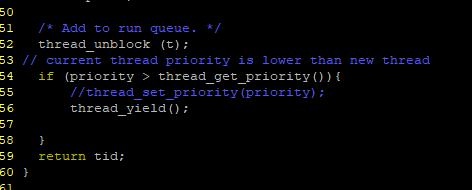 50
51 /* Add to run queue. */
52 thread_unblock (t);
53 // current thread priority is lower than new thread
54 if (priority > thread_get_priority()){
55 //thread_set_priority(priority);
56 thread_yield();
57
58 }
59 return tid;
60 }
61